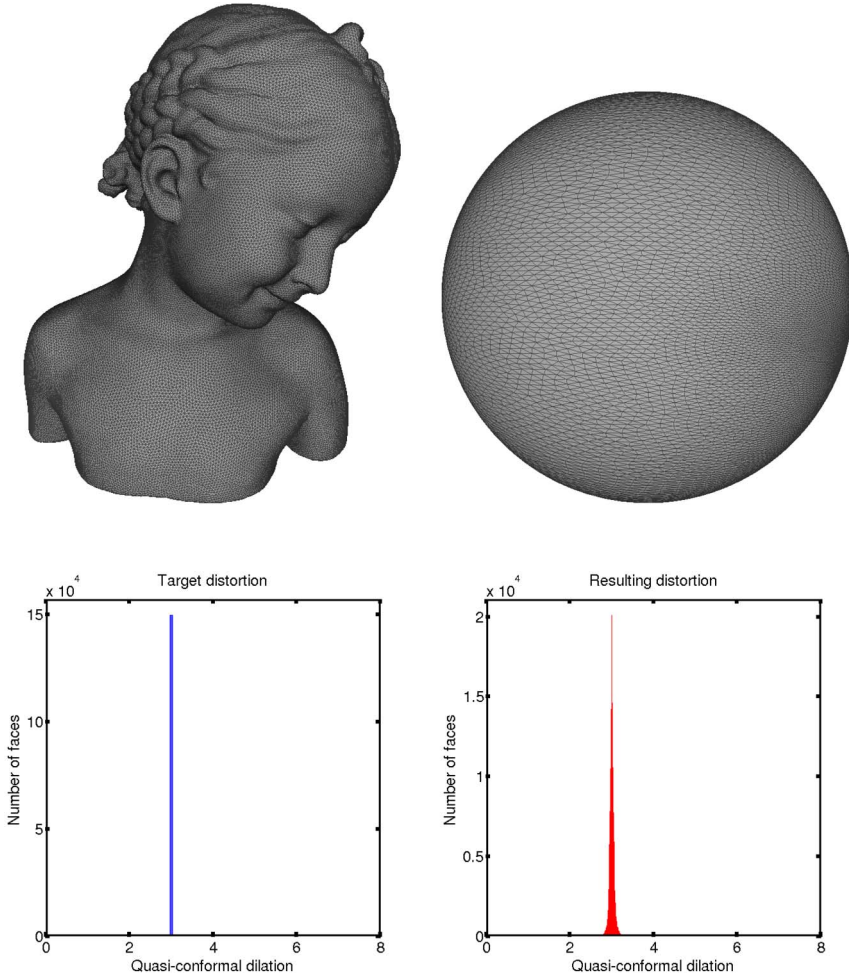 Target distortion
x 10^4
15
10
5
0
0 2 4 6 8
Number of faces
Quasi-conformal dilation
Resulting distortion
x 10^4
2
1.5
1
0.5
0
0 2 4 6 8
Number of faces
Quasi-conformal dilation